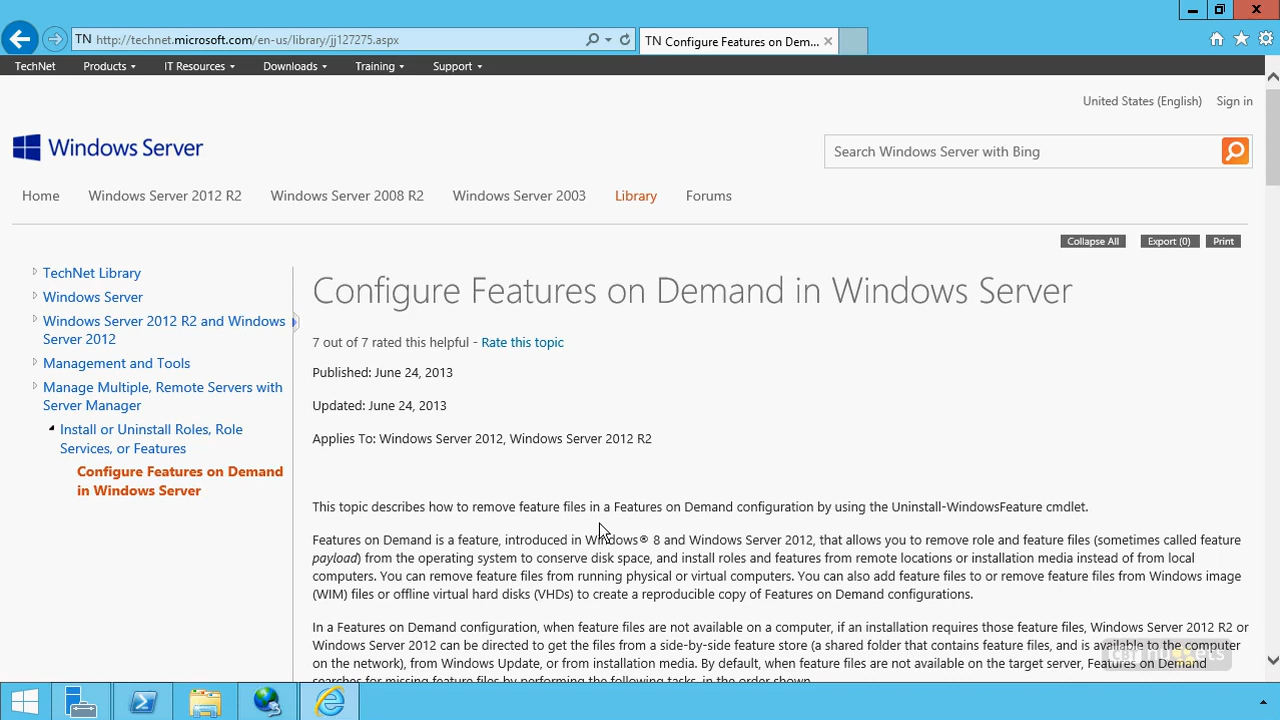 TN http://technet.microsoft.com/en-us/library/jj127275.aspx
TN Configure Features on Dem...
TechNet Products IT Resources Downloads Training Support
United States (English) Sign in
Windows Server
Search Windows Server with Bing
Home Windows Server 2012 R2 Windows Server 2008 R2 Windows Server 2003 Library Forums
Collapse All Export (0) Print
TechNet Library
Windows Server
Windows Server 2012 R2 and Windows
Server 2012
Management and Tools
Manage Multiple, Remote Servers with
Server Manager
Install or Uninstall Roles, Role
Services, or Features
Configure Features on Demand
in Windows Server
Configure Features on Demand in Windows Server
7 out of 7 rated this helpful - Rate this topic
Published: June 24, 2013
Updated: June 24, 2013
Applies To: Windows Server 2012, Windows Server 2012 R2
This topic describes how to remove feature files in a Features on Demand configuration by using the Uninstall-WindowsFeature cmdlet.
Features on Demand is a feature, introduced in Windows® 8 and Windows Server 2012, that allows you to remove role and feature files (sometimes called feature
payload) from the operating system to conserve disk space, and install roles and features from remote locations or installation media instead of from local
computers. You can remove feature files from running physical or virtual computers. You can also add feature files to or remove feature files from Windows image
(WIM) files or offline virtual hard disks (VHDs) to create a reproducible copy of Features on Demand configurations.
In a Features on Demand configuration, when feature files are not available on a computer, if an installation requires those feature files, Windows Server 2012 R2 or
Windows Server 2012 can be directed to get the files from a side-by-side feature store (a shared folder that contains feature files, and is available to the computer
on the network), from Windows Update, or from installation media. By default, when feature files are not available on the target server, Features on Demand
searches for missing feature files by performing the following tasks, in the order shown.